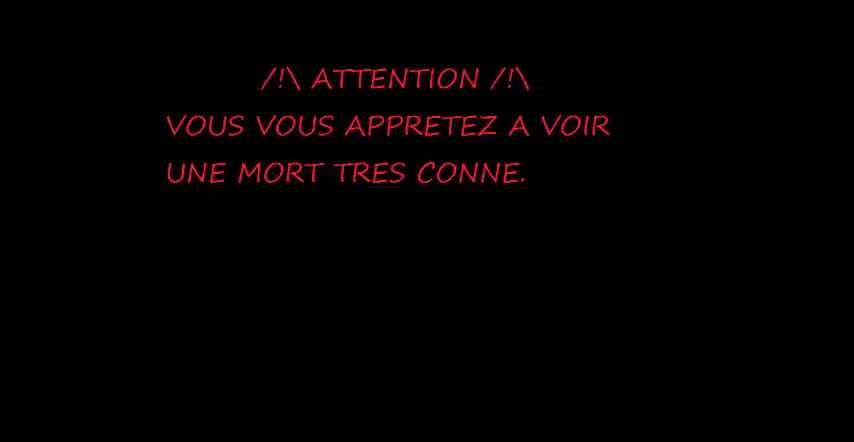 /!\ ATTENTION /!\
VOUS VOUS APPRETEZ A VOIR
UNE MORT TRES CONNE.